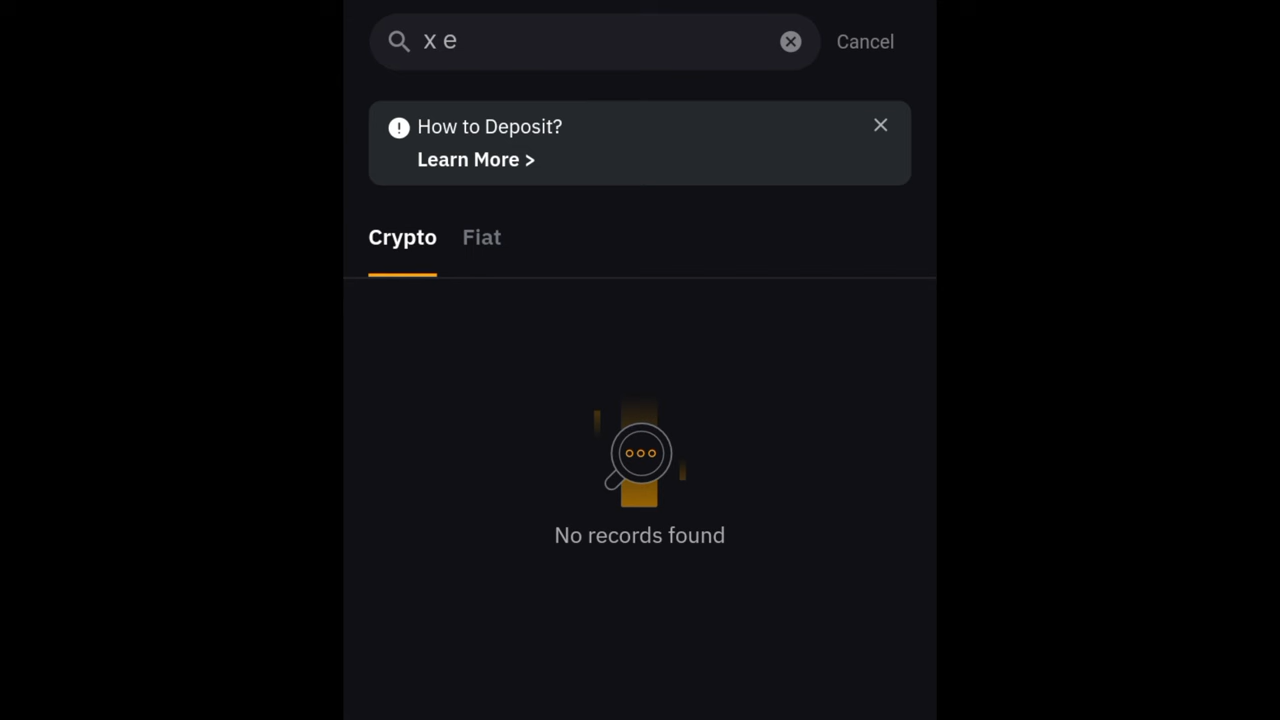 x e
Cancel
How to Deposit?
Learn More >
Crypto
Fiat
No records found